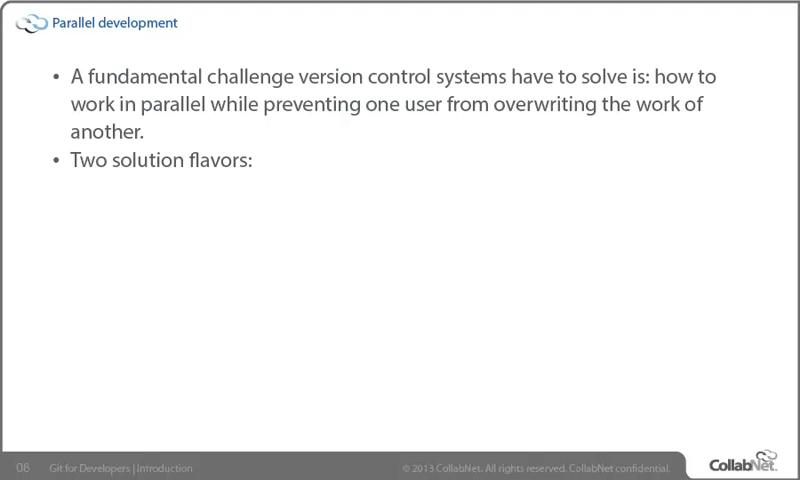 Parallel development
• A fundamental challenge version control systems have to solve is: how to
work in parallel while preventing one user from overwriting the work of
another.
• Two solution flavors:
08 Git for Developers | Introduction © 2013 CollabNet. All rights reserved. CollabNet confidential.
CollabNet